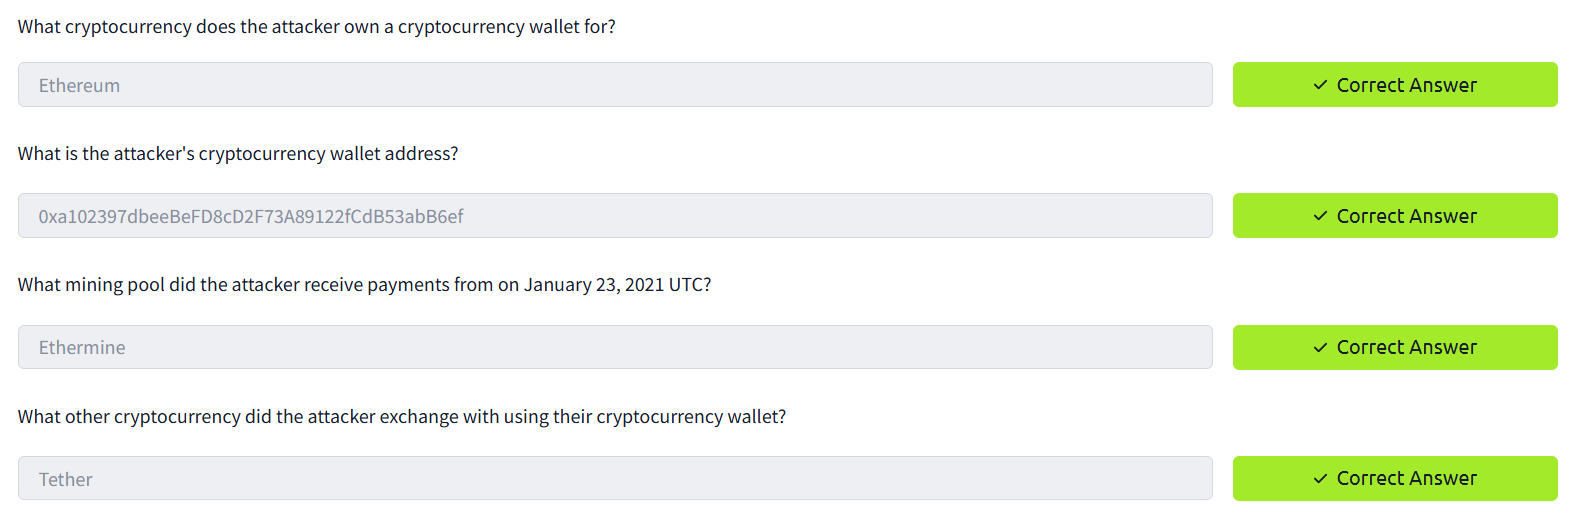 What cryptocurrency does the attacker own a cryptocurrency wallet for?
Ethereum
Correct Answer
What is the attacker's cryptocurrency wallet address?
0xa102397dbeeBeFD8cD2F73A89122fCdB53abB6ef
Correct Answer
What mining pool did the attacker receive payments from on January 23, 2021 UTC?
Ethermine
Correct Answer
What other cryptocurrency did the attacker exchange with using their cryptocurrency wallet?
Tether
Correct Answer